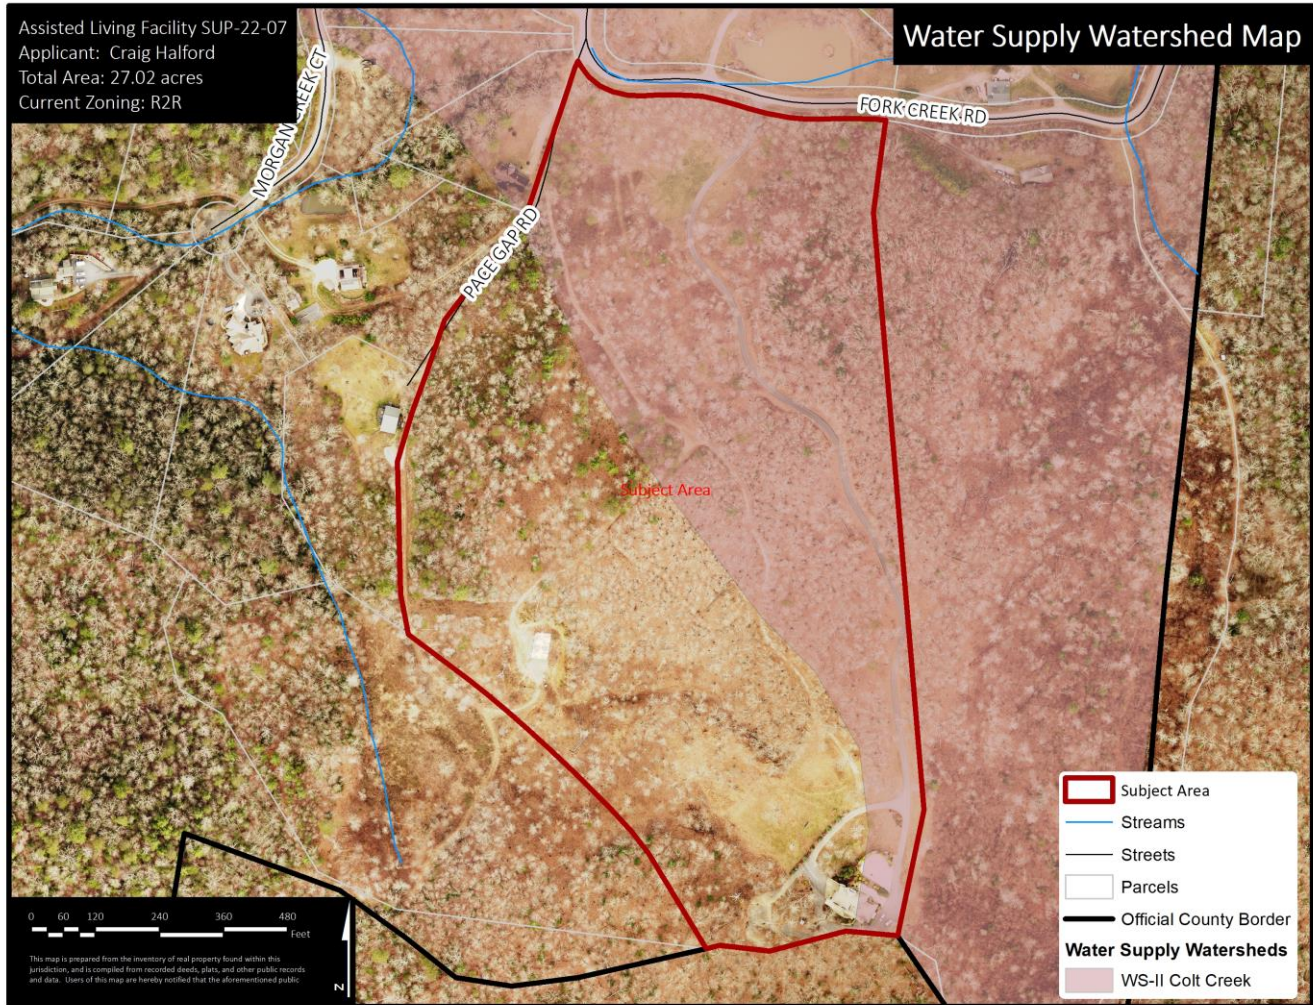 Assisted Living Facility SUP-22-07
Applicant: Craig Halford
Total Area: 27.02 acres
Current Zoning: R2R
Water Supply Watershed Map
MORGAN CREEK CT
FORK CREEK RD
PACE GAP RD
Subject Area
Subject Area
Streams
Streets
Parcels
Official County Border
Water Supply Watersheds
WS-II Colt Creek
0 60 120 240 360 480
Feet
This map is prepared from the inventory of real property found within this
jurisdiction, and is compiled from recorded deeds, plats, and other public records
and data. Users of this map are hereby notified that the aforementioned public
N